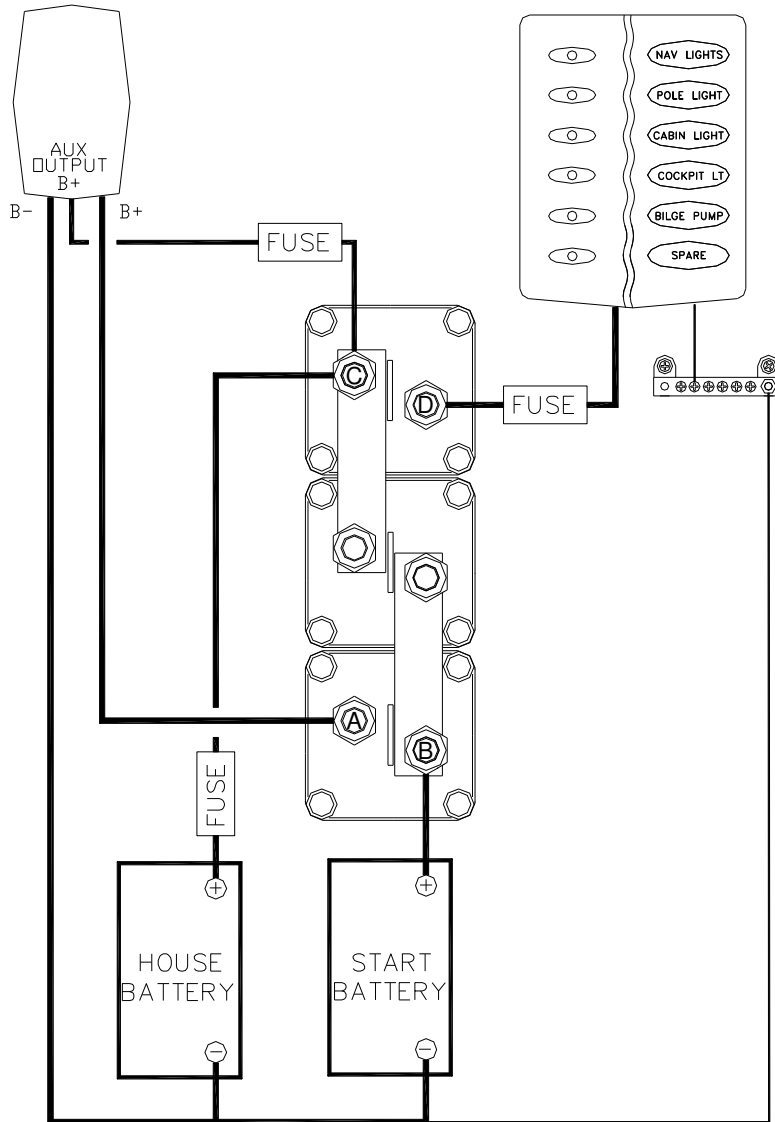 AUX
OUTPUT
B+
B-
B+
NAV LIGHTS
POLE LIGHT
CABIN LIGHT
COCKPIT LT
BILGE PUMP
SPARE
FUSE
C
D
FUSE
A
B
FUSE
+
+
HOUSE
BATTERY
START
BATTERY
-
-